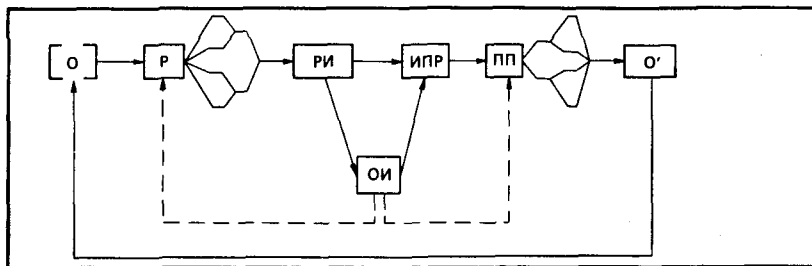 О Р РИ ИПР ПП О′
ОИ